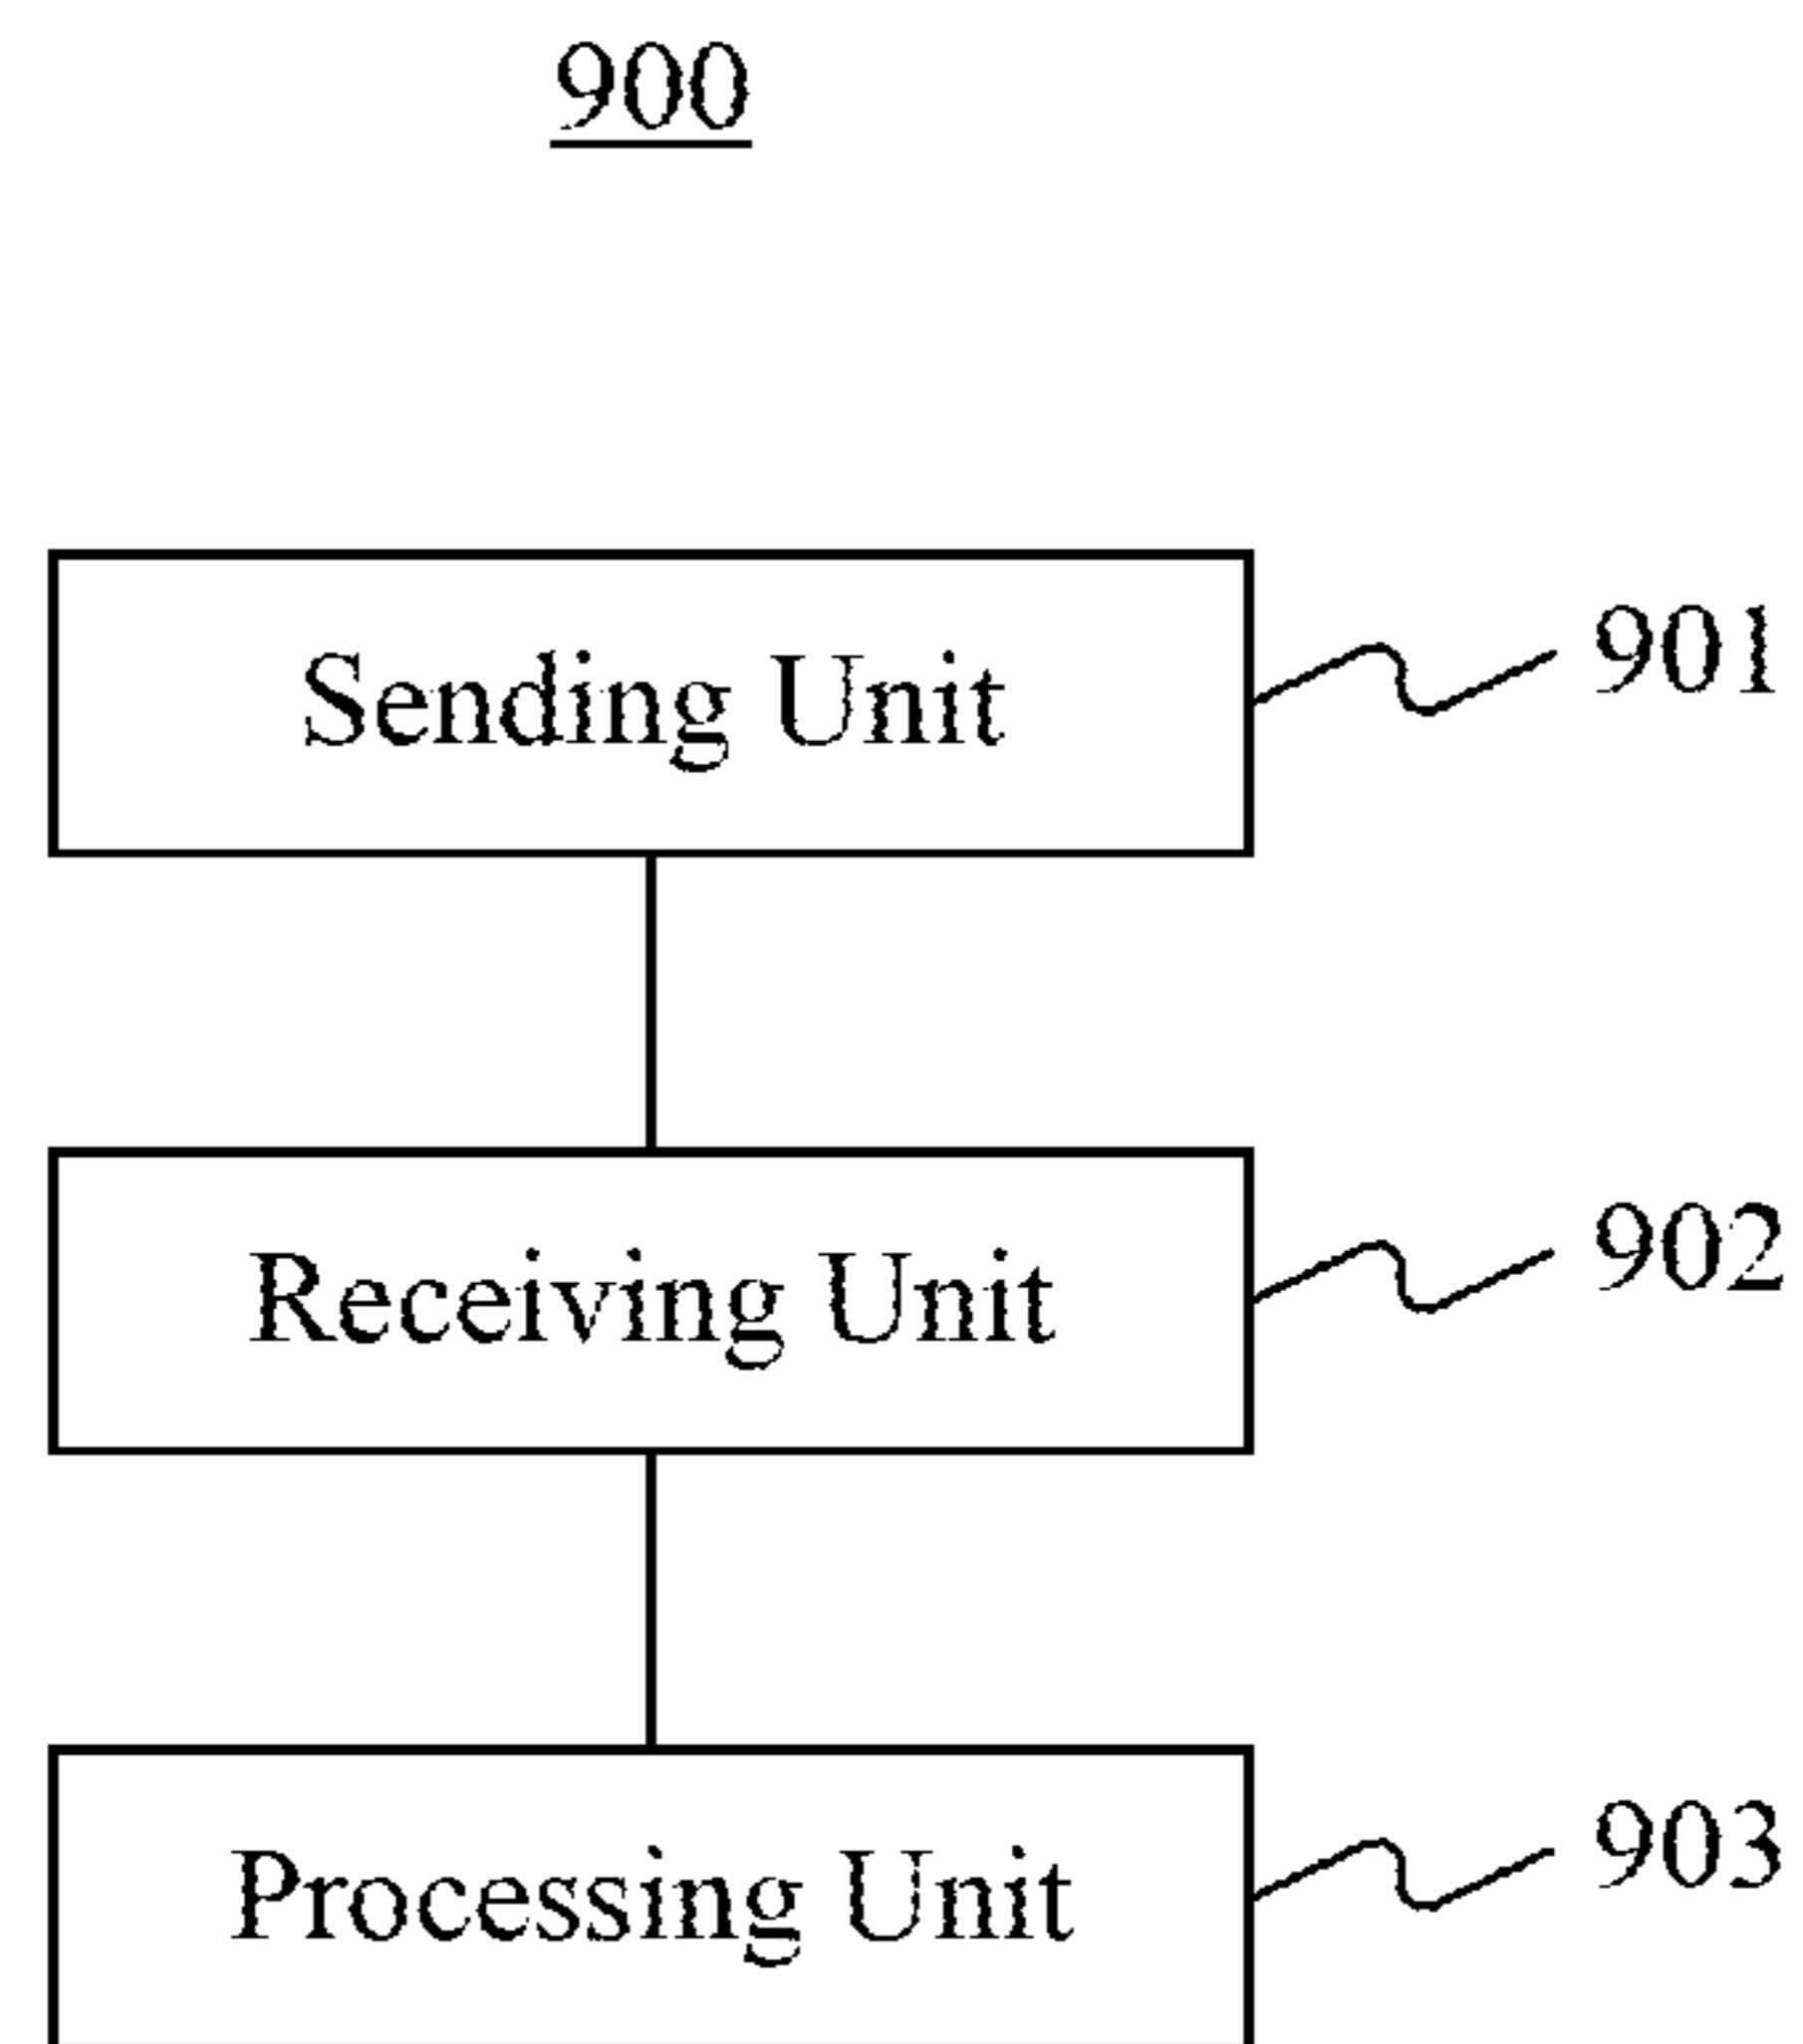 900
Sending Unit
901
Receiving Unit
902
Processing Unit
903